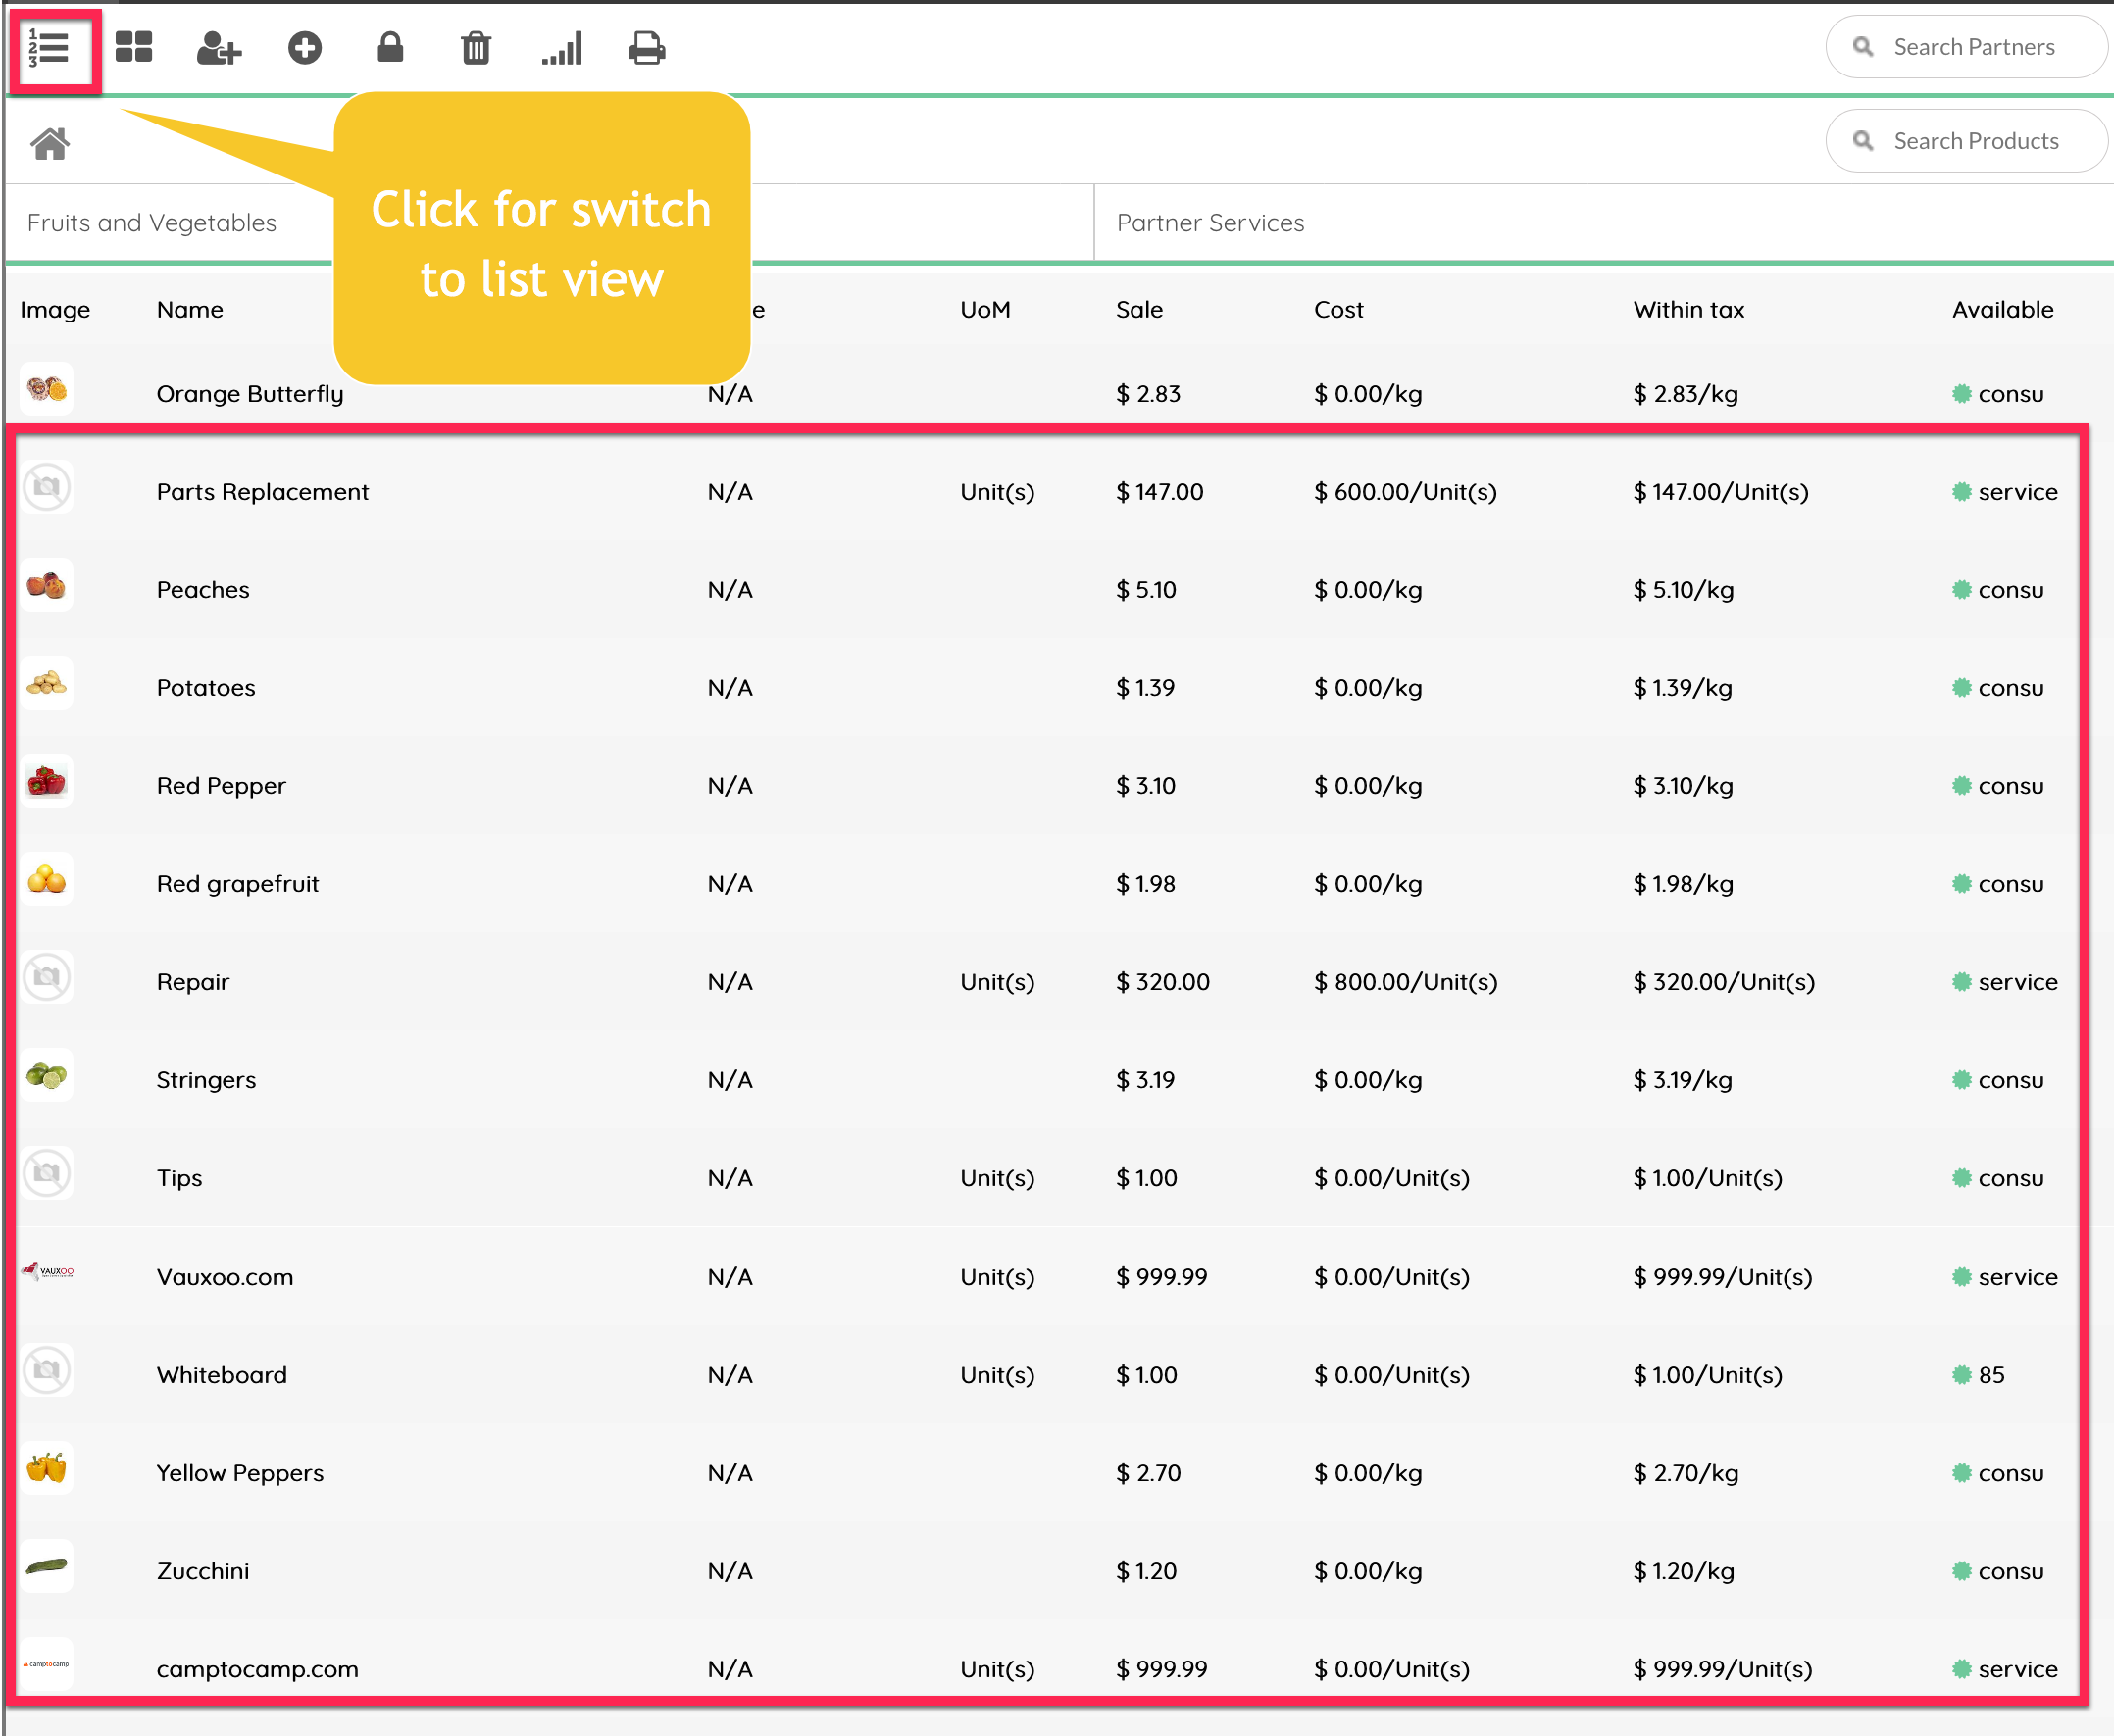 1
2
3
Search Partners
Search Products
Click for switch
to list view
Fruits and Vegetables
Partner Services
Image Name e UoM Sale Cost Within tax Available
Orange Butterfly N/A $ 2.83 $ 0.00/kg $ 2.83/kg consu
Parts Replacement N/A Unit(s) $ 147.00 $ 600.00/Unit(s) $ 147.00/Unit(s) service
Peaches N/A $ 5.10 $ 0.00/kg $ 5.10/kg consu
Potatoes N/A $ 1.39 $ 0.00/kg $ 1.39/kg consu
Red Pepper N/A $ 3.10 $ 0.00/kg $ 3.10/kg consu
Red grapefruit N/A $ 1.98 $ 0.00/kg $ 1.98/kg consu
Repair N/A Unit(s) $ 320.00 $ 800.00/Unit(s) $ 320.00/Unit(s) service
Stringers N/A $ 3.19 $ 0.00/kg $ 3.19/kg consu
Tips N/A Unit(s) $ 1.00 $ 0.00/Unit(s) $ 1.00/Unit(s) consu
VAUXOO Vauxoo.com N/A Unit(s) $ 999.99 $ 0.00/Unit(s) $ 999.99/Unit(s) service
Whiteboard N/A Unit(s) $ 1.00 $ 0.00/Unit(s) $ 1.00/Unit(s) 85
Yellow Peppers N/A $ 2.70 $ 0.00/kg $ 2.70/kg consu
Zucchini N/A $ 1.20 $ 0.00/kg $ 1.20/kg consu
camptocamp camptocamp.com N/A Unit(s) $ 999.99 $ 0.00/Unit(s) $ 999.99/Unit(s) service